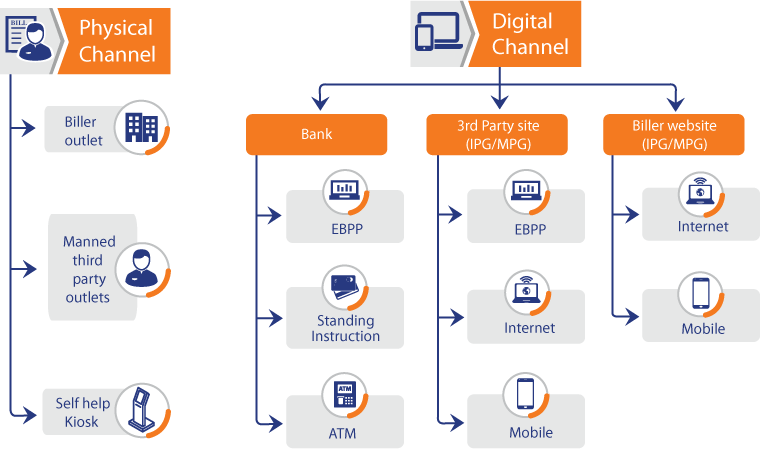 BILL
Physical
Channel
Biller
outlet
Manned
third
party
outlets
Self help
Kiosk
Digital
Channel
Bank
EBPP
Standing
Instruction
ATM
ATM
3rd Party site
(IPG/MPG)
EBPP
Internet
Mobile
Biller website
(IPG/MPG)
Internet
Mobile